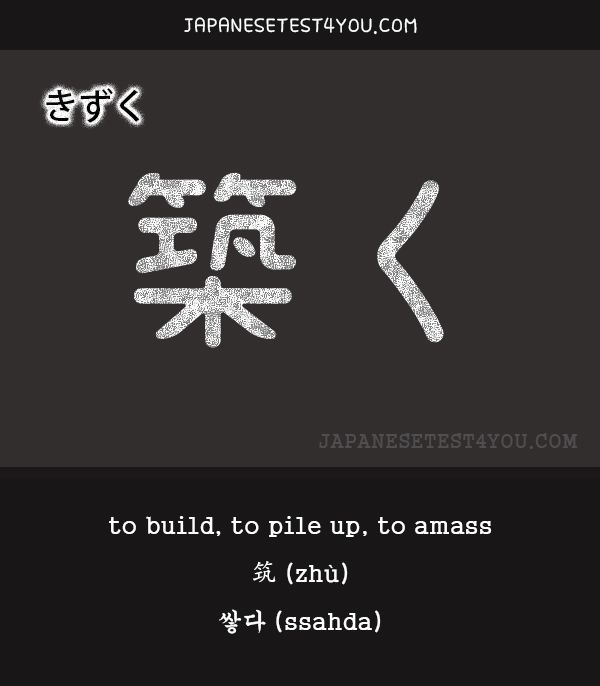 JAPANESETEST4YOU.COM
きずく
築く
JAPANESETEST4YOU.COM
to build, to pile up, to amass
筑 (zhù)
쌓다 (ssahda)